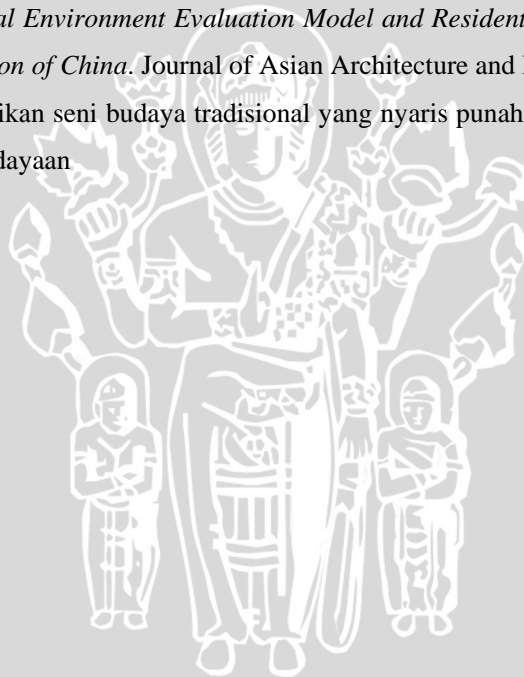 al Environment Evaluation Model and Resident
on of China. Journal of Asian Architecture and
ikan seni budaya tradisional yang nyaris punah
dayaan